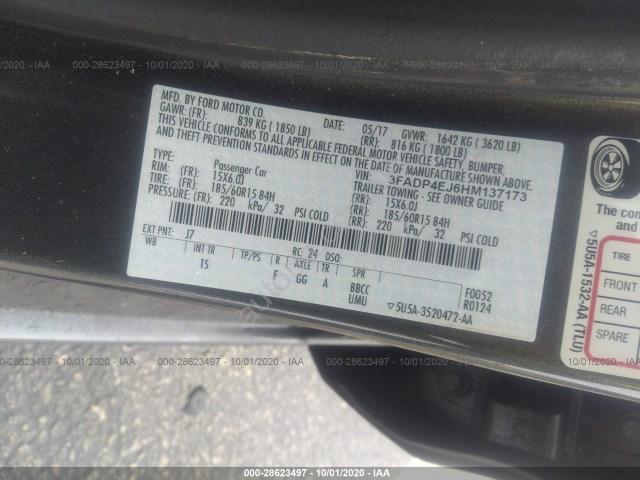 000-28623497 - 10/01/2020 - IAA
MFD. BY FORD MOTOR CO.
DATE: 05/17 GVWR: 1642 KG ( 3620 LB)
GAWR: (FR): 839 KG ( 1850 LB) (RR): 816 KG ( 1800 LB)
THIS VEHICLE CONFORMS TO ALL APPLICABLE FEDERAL MOTOR VEHICLE SAFETY, BUMPER,
AND THEFT PREVENTION STANDARDS IN EFFECT ON THE DATE OF MANUFACTURE SHOWN ABOVE.
VIN: 3FADP4EJ6HM137173
TYPE: Passenger Car TRAILER TOWING - SEE OWNER GUIDE
RIM: 15X6.0J 15X6.0J
TIRE: (FR): 185/60R15 84H (RR): 185/60R15 84H
COLD PRESSURE: (FR): 220 kPa/ 32 PSI COLD (RR): 220 kPa/ 32 PSI COLD
EXT PNT: J7 RC: 24 DSO: F0052
WB INT TR TP/PS R AXLE TR SPR R0124
1S F GG A BBCC
UMU ▽5U5A-3520472-AA
▽5U5A-1532-AA (TLU)
The con
and
TIRE
FRONT
REAR
SPARE
000-28623497 - 10/01/2020 - IAA